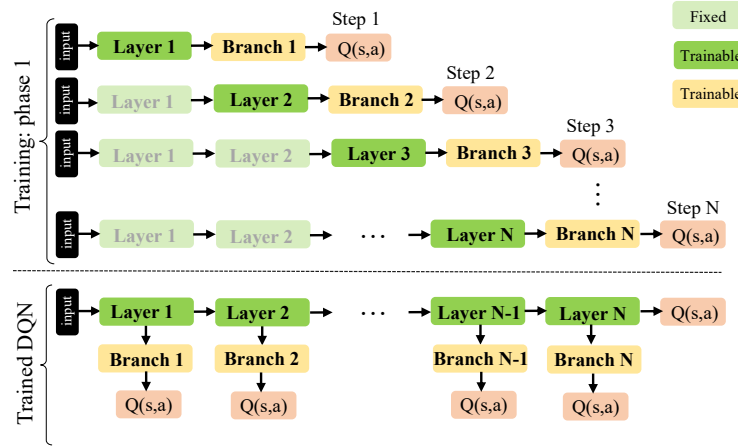 Step 1
Fixed
input
Layer 1
Branch 1
Q(s,a)
Trainable
Step 2
input
Layer 1
Layer 2
Branch 2
Q(s,a)
Trainable
Training: phase 1
Step 3
input
Layer 1
Layer 2
Layer 3
Branch 3
Q(s,a)
Step N
input
Layer 1
Layer 2
...
Layer N
Branch N
Q(s,a)
Trained DQN
input
Layer 1
Layer 2
...
Layer N-1
Layer N
Q(s,a)
Branch 1
Branch 2
Branch N-1
Branch N
Q(s,a)
Q(s,a)
Q(s,a)
Q(s,a)